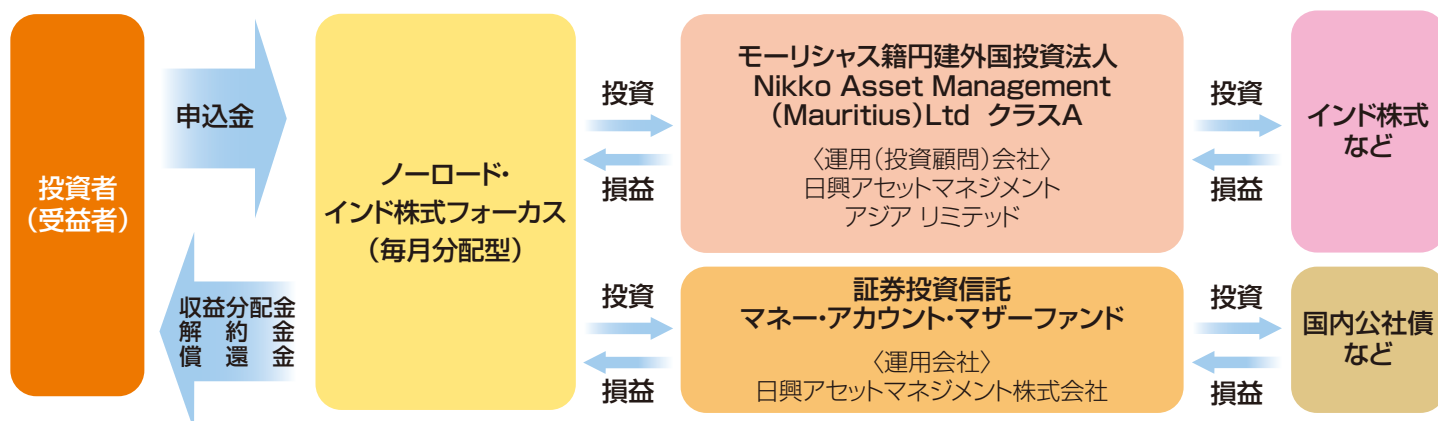 投資者
（受益者）
申込金
収益分配金
解約金
償還金
ノーロード・
インド株式フォーカス
（毎月分配型）
投資
損益
モーリシャス籍円建外国投資法人
Nikko Asset Management
(Mauritius)Ltd クラスA
〈運用（投資顧問）会社〉
日興アセットマネジメント
アジア リミテッド
投資
損益
インド株式
など
投資
損益
証券投資信託
マネー・アカウント・マザーファンド
〈運用会社〉
日興アセットマネジメント株式会社
投資
損益
国内公社債
など